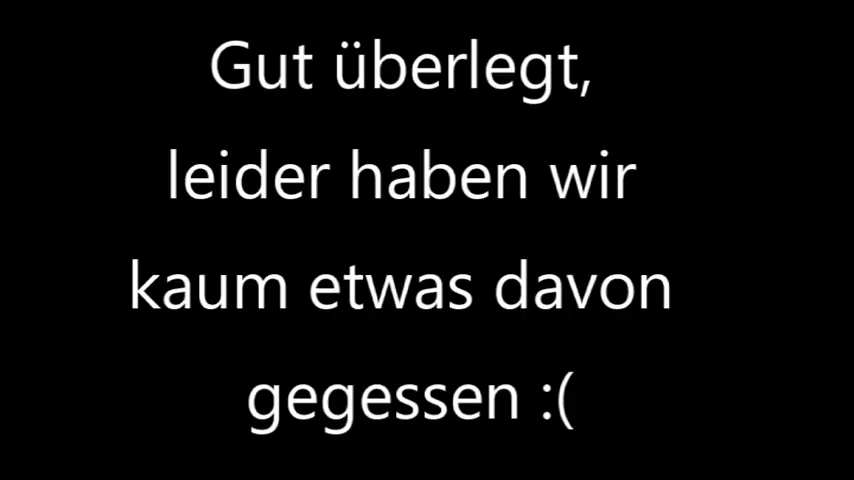 Gut überlegt,
leider haben wir
kaum etwas davon
gegessen :(